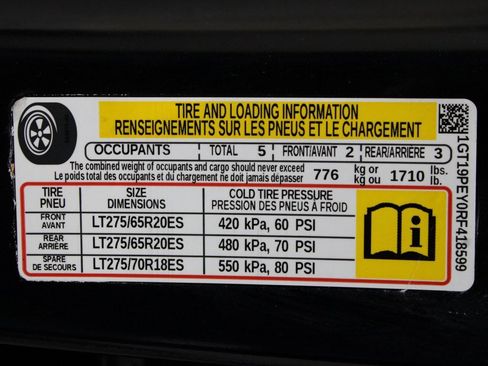 TIRE AND LOADING INFORMATION
RENSEIGNEMENTS SUR LES PNEUS ET LE CHARGEMENT
OCCUPANTS TOTAL 5 FRONT/AVANT 2 REAR/ARRIERE 3
The combined weight of occupants and cargo should never exceed
Le poids total des occupants et du chargement ne doit jamais dépasser 776 kg or kg ou 1710 lbs. lb.
TIRE PNEU SIZE DIMENSIONS COLD TIRE PRESSURE PRESSION DES PNEUS À FROID
FRONT AVANT LT275/65R20ES 420 kPa, 60 PSI
REAR ARRIERE LT275/65R20ES 480 kPa, 70 PSI
SPARE DE SECOURS LT275/70R18ES 550 kPa, 80 PSI
1GT19PEY0RF418599